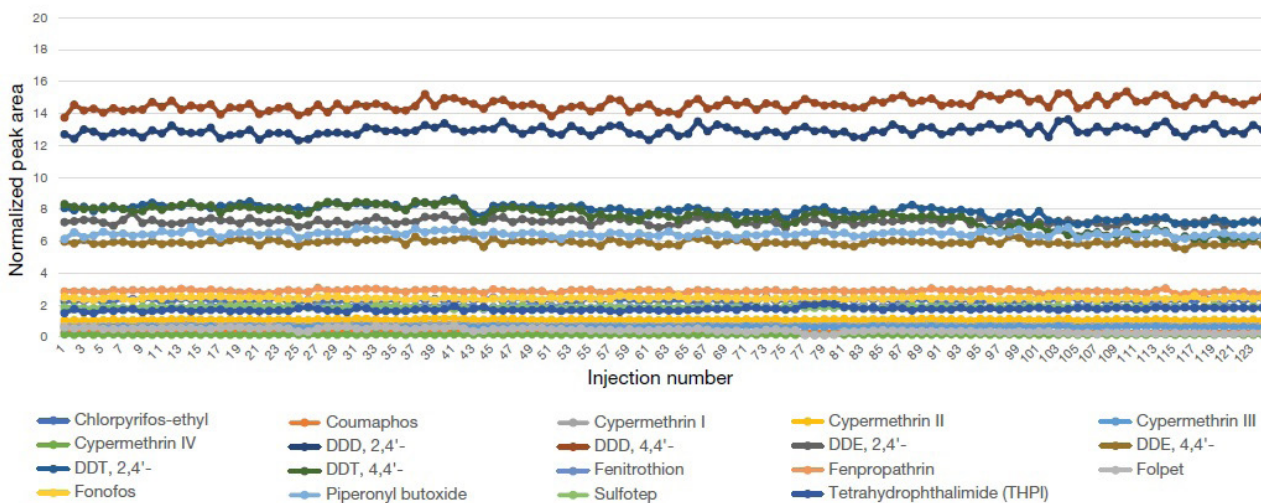 20
18
16
14
12
10
8
6
4
2
0
Normalized peak area
1 3 5 7 9 11 13 15 17 19 21 23 25 27 29 31 33 35 37 39 41 43 45 47 49 51 53 55 57 59 61 63 65 67 69 71 73 75 77 79 81 83 85 87 89 91 93 95 97 99 101 103 105 107 109 111 113 115 117 119 121 123
Injection number
Chlorpyrifos-ethyl Coumaphos Cypermethrin I Cypermethrin II Cypermethrin III
Cypermethrin IV DDD, 2,4'- DDD, 4,4'- DDE, 2,4'- DDE, 4,4'-
DDT, 2,4'- DDT, 4,4'- Fenitrothion Fenpropathrin Folpet
Fonofos Piperonyl butoxide Sulfotep Tetrahydrophthalimide (THPI)